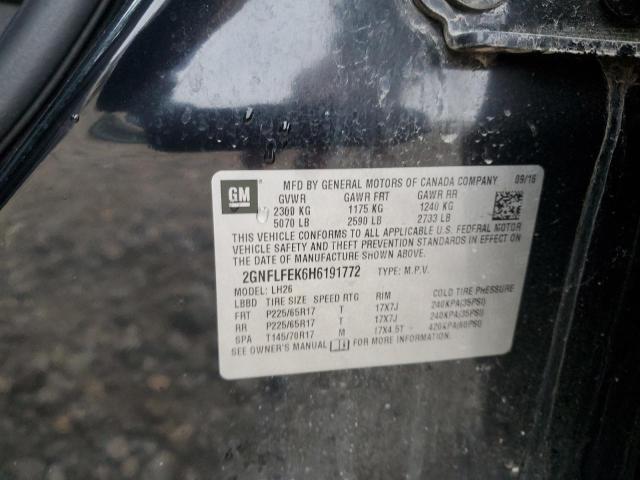 GM
MFD BY GENERAL MOTORS OF CANADA COMPANY 09/16
GVWR GAWR FRT GAWR RR
2300 KG 1175 KG 1240 KG
5070 LB 2590 LB 2733 LB
THIS VEHICLE CONFORMS TO ALL APPLICABLE U.S. FEDERAL MOTOR
VEHICLE SAFETY AND THEFT PREVENTION STANDARDS IN EFFECT
ON THE DATE OF MANUFACTURE SHOWN ABOVE.
2GNFLFEK6H6191772 TYPE: M.P.V.
MODEL: LH26
LBBD TIRE SIZE SPEED RTG RIM COLD TIRE PRESSURE
FRT P225/65R17 T 17X7J 240KPA(35PSI)
RR P225/65R17 T 17X7J 240KPA(35PSI)
SPA T145/70R17 M 17X4.5T 420KPA(60PSI)
SEE OWNER'S MANUAL FOR MORE INFORMATION.